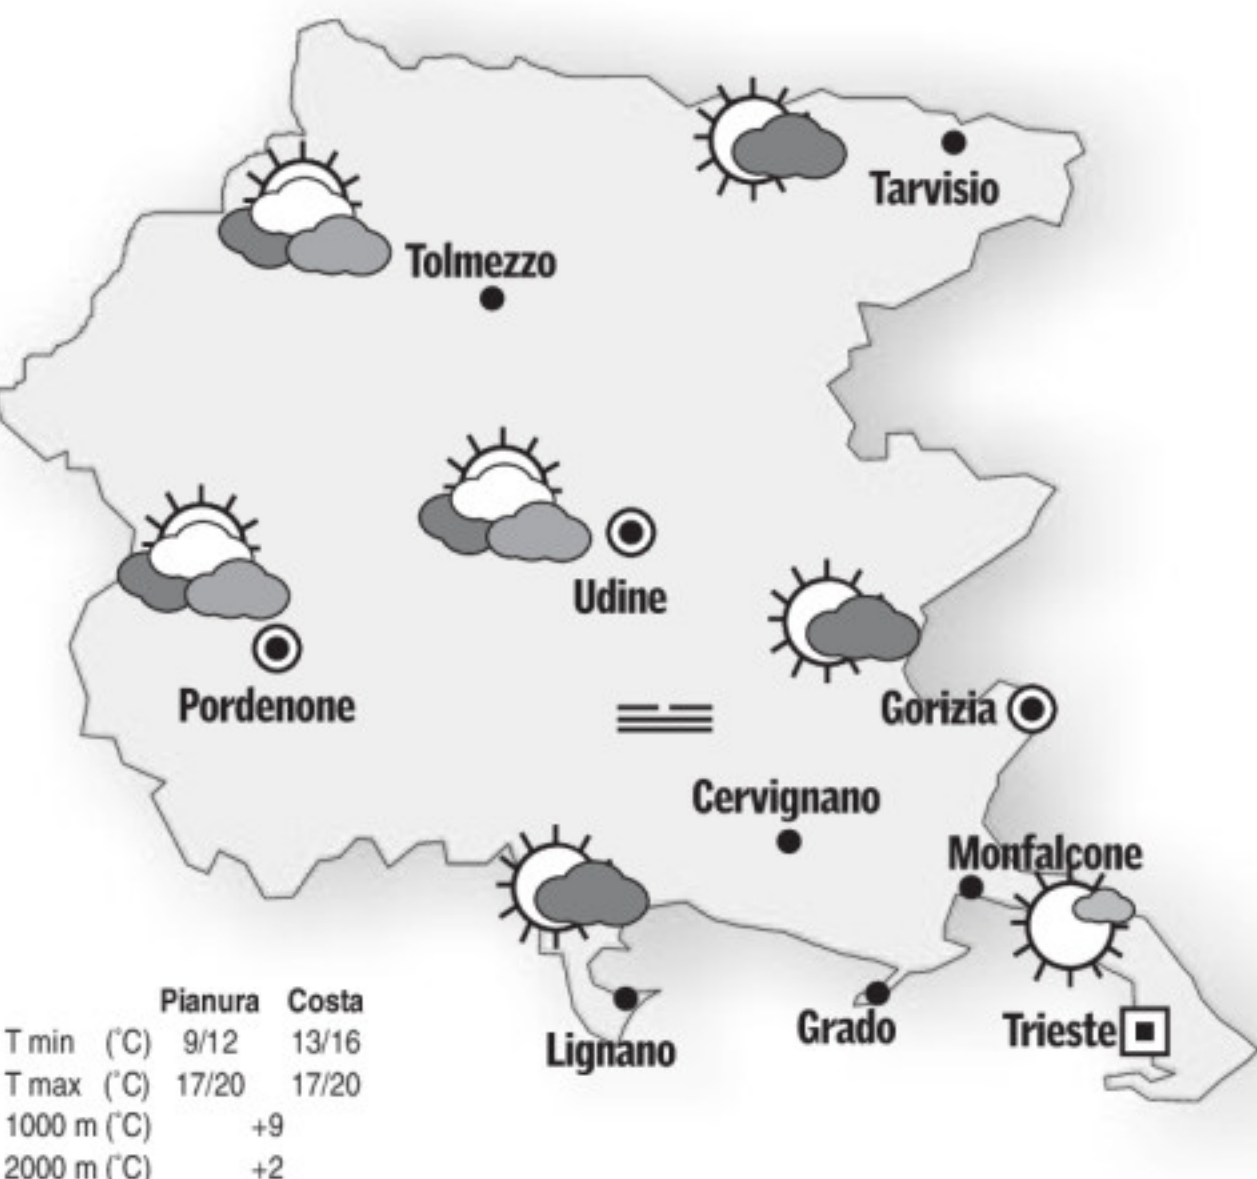 Tarvisio
Tolmezzo
Udine
Pordenone
Gorizia
Cervignano
Monfalcone
Grado
Trieste
Lignano
Pianura Costa
T min (°C) 9/12 13/16
T max (°C) 17/20 17/20
1000 m (°C) +9
2000 m (°C) +2